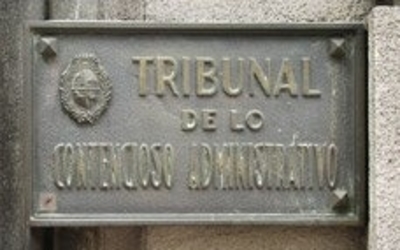 TRIBUNAL
DE LO
CONTENCIOSO ADMINISTRATIVO